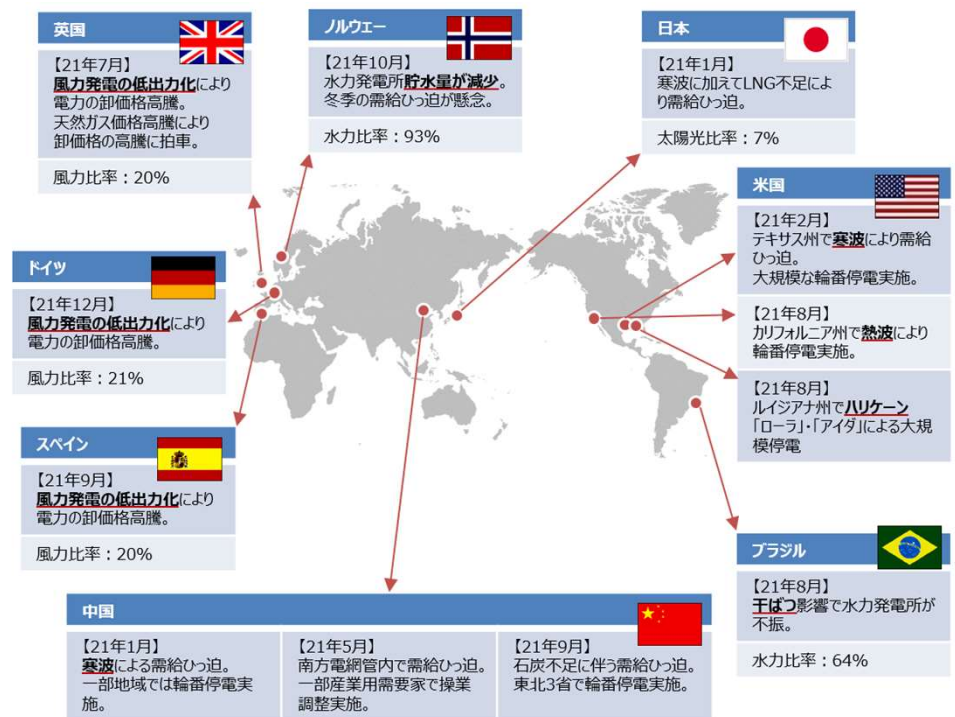 英国
【21年7月】
風力発電の低出力化により
電力の卸価格高騰。
天然ガス価格高騰により
卸価格の高騰に拍車。
風力比率：20%
ノルウェー
【21年10月】
水力発電所貯水量が減少。
冬季の需給ひっ迫が懸念。
水力比率：93%
日本
【21年1月】
寒波に加えてLNG不足によ
り需給ひっ迫。
太陽光比率：7%
米国
【21年2月】
テキサス州で寒波により需給
ひっ迫。
大規模な輪番停電実施。
【21年8月】
カリフォルニア州で熱波により
輪番停電実施。
【21年8月】
ルイジアナ州でハリケーン
「ローラ」・「アイダ」による大規
模停電
ドイツ
【21年12月】
風力発電の低出力化により
電力の卸価格高騰。
風力比率：21%
スペイン
【21年9月】
風力発電の低出力化により
電力の卸価格高騰。
風力比率：20%
ブラジル
【21年8月】
干ばつ影響で水力発電所が
不振。
水力比率：64%
中国
【21年1月】
寒波による需給ひっ迫。
一部地域では輪番停電実
施。
【21年5月】
南方電網管内で需給ひっ迫。
一部産業用需要家で操業
調整実施。
【21年9月】
石炭不足に伴う需給ひっ迫。
東北3省で輪番停電実施。